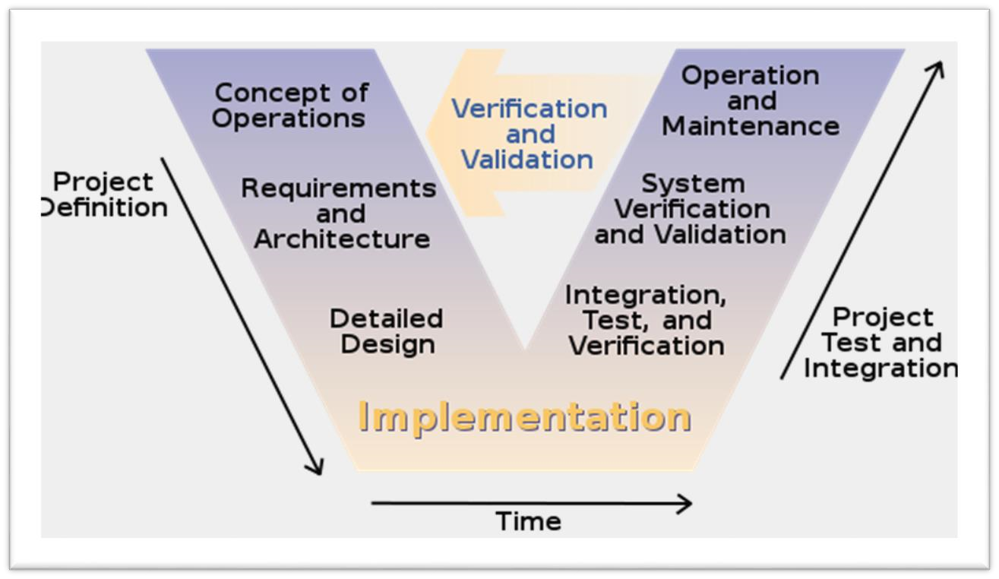 Concept of
Operations
Verification
and
Validation
Operation
and
Maintenance
Project
Definition
Requirements
and
Architecture
System
Verification
and Validation
Detailed
Design
Integration,
Test, and
Verification
Project
Test and
Integration
Implementation
Time